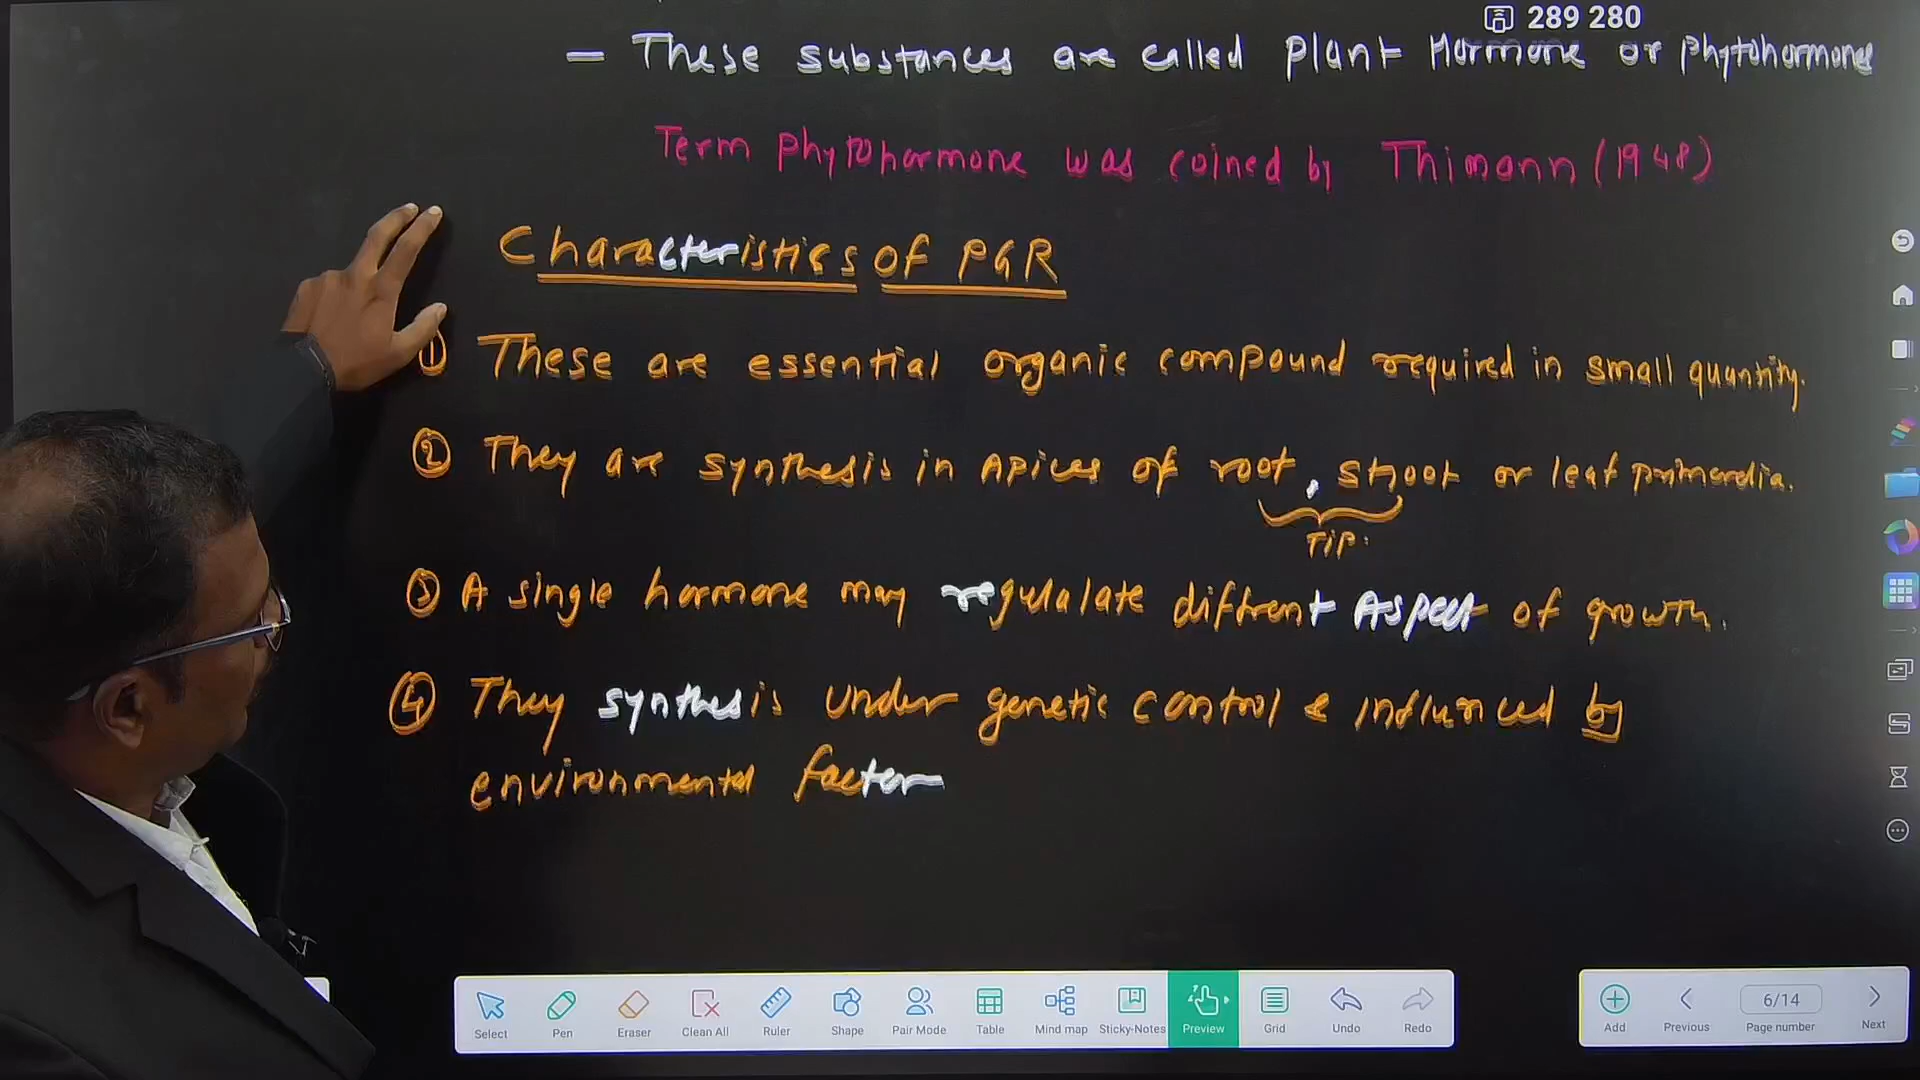 289 280
– These substances are called Plant Hormone or Phytohormones
Term Phytohormone was coined by Thimann (1948)
Characteristics of PGR
① These are essential organic compound required in small quantity.
② They are synthesis in Apices of root, shoot or leaf primordia.
TiP.
③ A single hormone may regulalate diffrent Aspect of growth.
④ They synthesis under genetic control & influenced by
environmental factor
Select Pen Eraser Clean All Ruler Shape Pair Mode Table Mind map Sticky-Notes Preview Grid Undo Redo
Add Previous 6/14 Page number Next